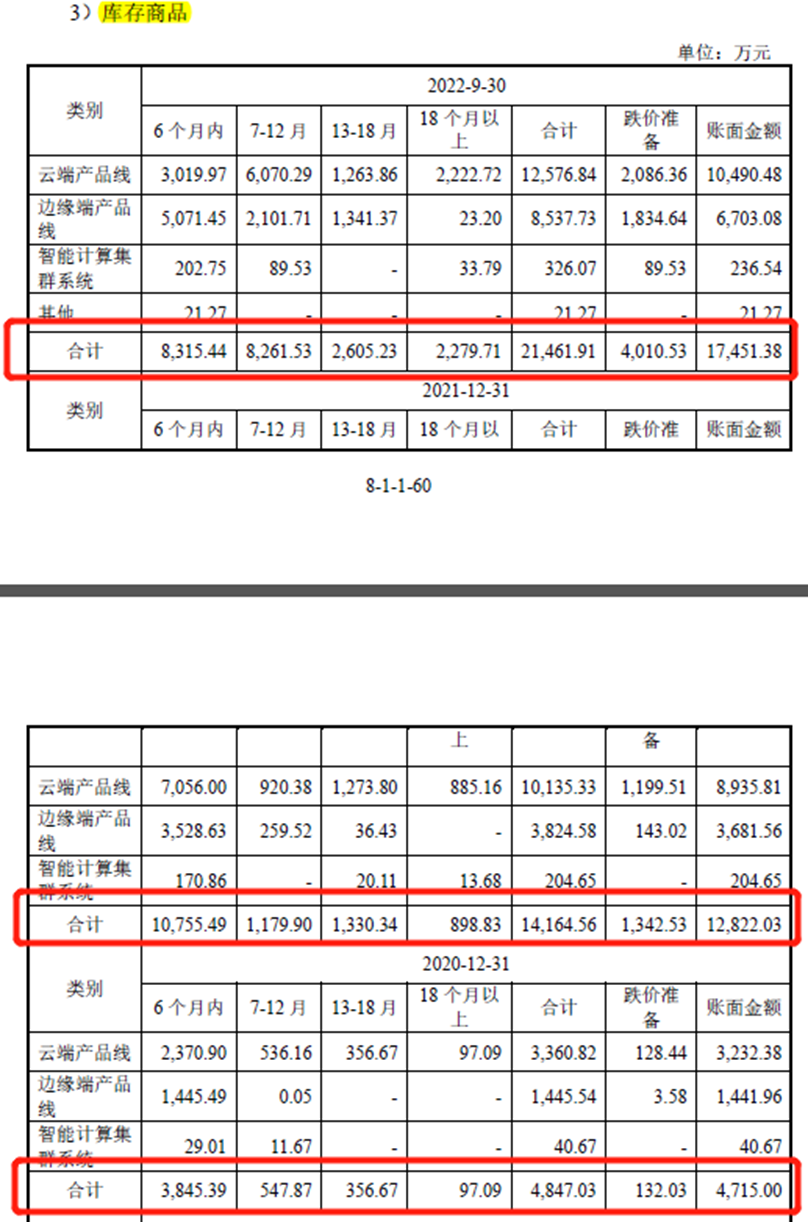 3）库存商品
单位：万元
类别 2022-9-30
6 个月内 7-12 月 13-18 月 18 个月以上 合计 跌价准备 账面金额
云端产品线 3,019.97 6,070.29 1,263.86 2,222.72 12,576.84 2,086.36 10,490.48
边缘端产品线 5,071.45 2,101.71 1,341.37 23.20 8,537.73 1,834.64 6,703.08
智能计算集群系统 202.75 89.53 - 33.79 326.07 89.53 236.54
其他 21.27 - - - 21.27 - 21.27
合计 8,315.44 8,261.53 2,605.23 2,279.71 21,461.91 4,010.53 17,451.38
类别 2021-12-31
6 个月内 7-12 月 13-18 月 18 个月以 合计 跌价准 账面金额
8-1-1-60
上 备
云端产品线 7,056.00 920.38 1,273.80 885.16 10,135.33 1,199.51 8,935.81
边缘端产品线 3,528.63 259.52 36.43 - 3,824.58 143.02 3,681.56
智能计算集群系统 170.86 - 20.11 13.68 204.65 - 204.65
合计 10,755.49 1,179.90 1,330.34 898.83 14,164.56 1,342.53 12,822.03
类别 2020-12-31
6 个月内 7-12 月 13-18 月 18 个月以上 合计 跌价准备 账面金额
云端产品线 2,370.90 536.16 356.67 97.09 3,360.82 128.44 3,232.38
边缘端产品线 1,445.49 0.05 - - 1,445.54 3.58 1,441.96
智能计算集群系统 29.01 11.67 - - 40.67 - 40.67
合计 3,845.39 547.87 356.67 97.09 4,847.03 132.03 4,715.00